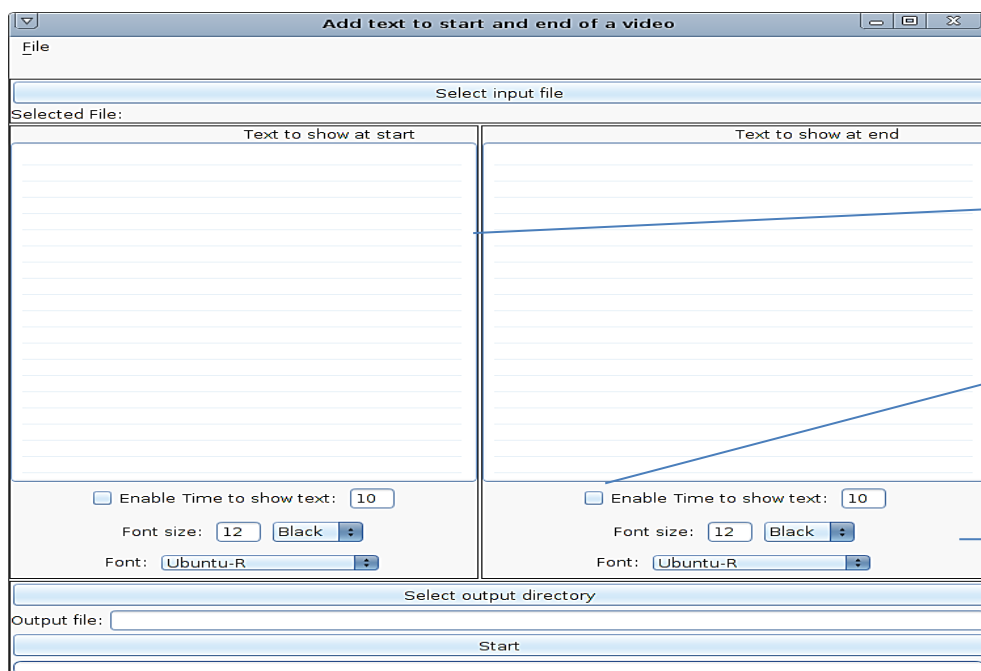 Add text to start and end of a video
File
Select input file
Selected File:
Text to show at start
Text to show at end
Enable Time to show text: 10
Enable Time to show text: 10
Font size: 12 Black
Font size: 12 Black
Font: Ubuntu-R
Font: Ubuntu-R
Select output directory
Output file:
Start